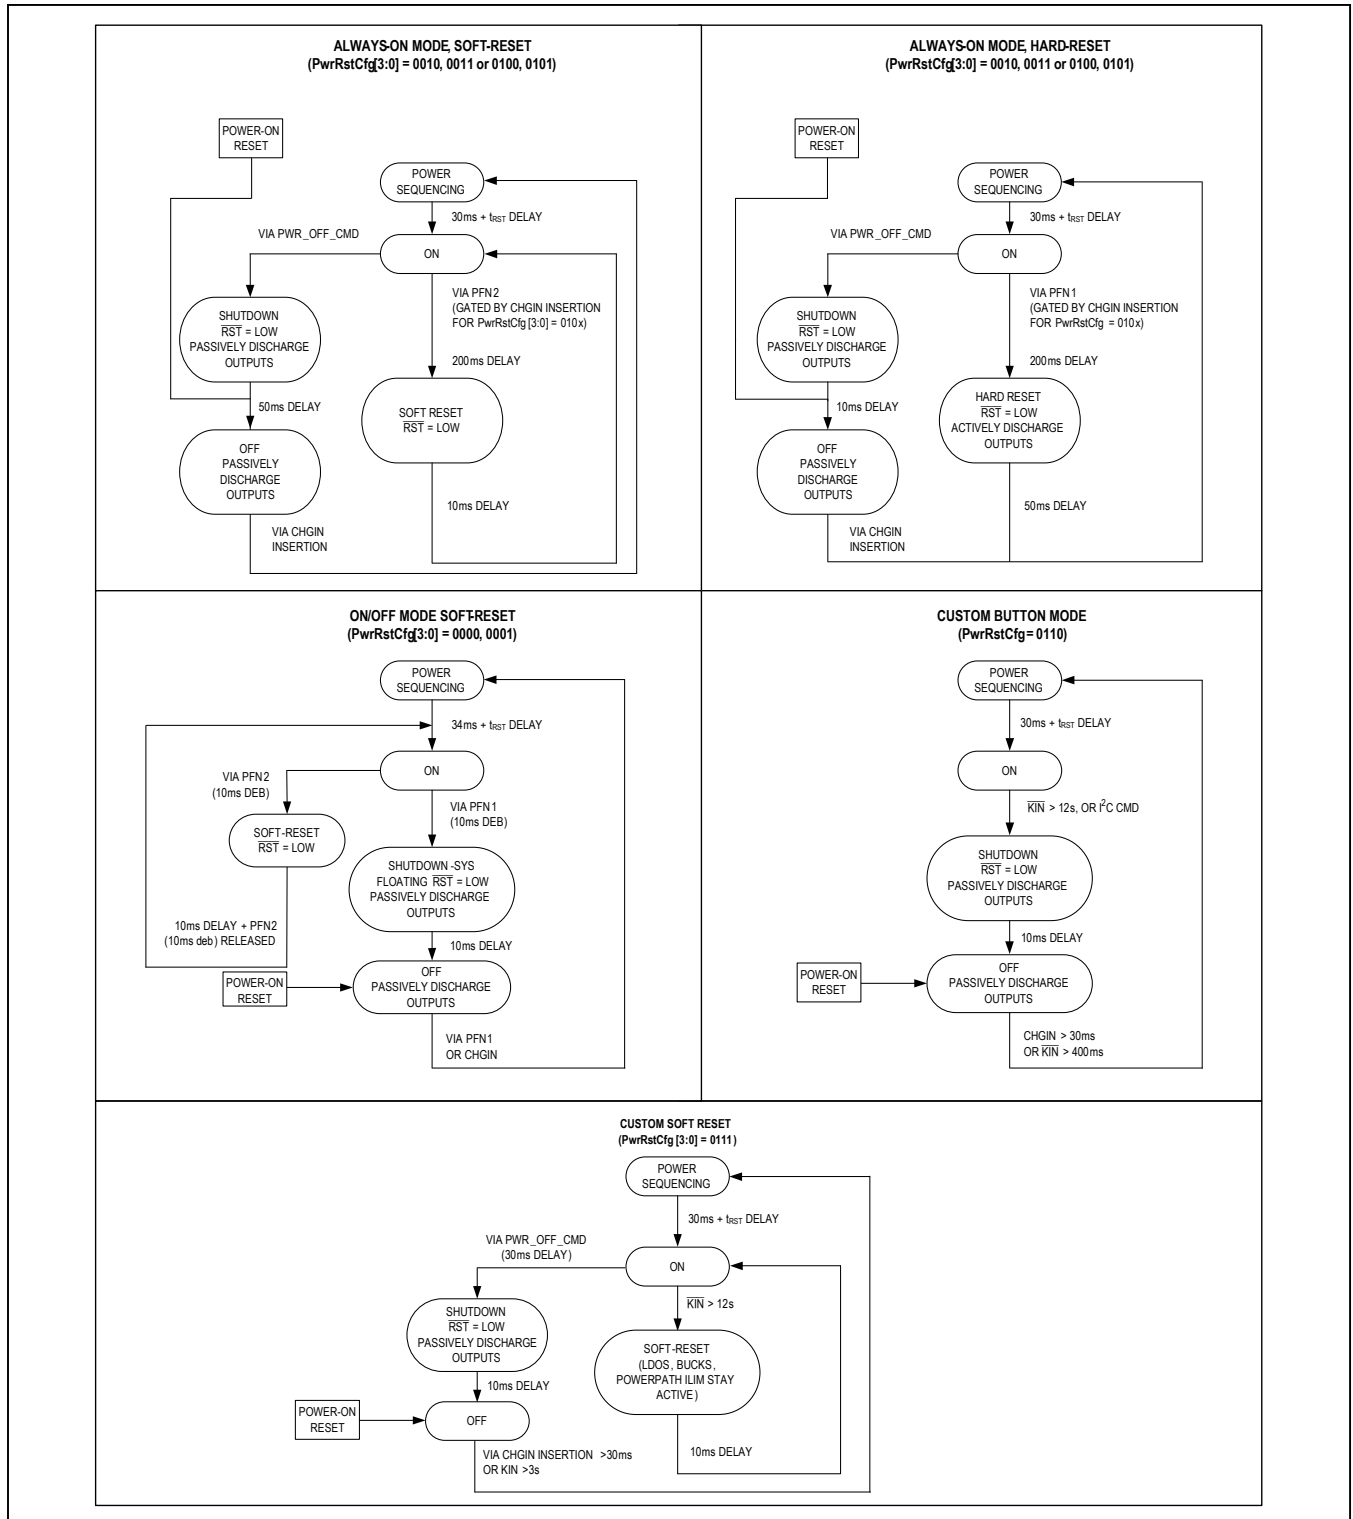 ALWAYS-ON MODE, SOFT-RESET
(PwrRstCfg[3:0] = 0010, 0011 or 0100, 0101)
POWER-ON
RESET
POWER
SEQUENCING
30ms + tRST DELAY
VIA PWR_OFF_CMD
ON
VIA PFN2
(GATED BY CHGIN INSERTION
FOR PwrRstCfg [3:0] = 010x)
SHUTDOWN
RST = LOW
PASSIVELY DISCHARGE
OUTPUTS
200ms DELAY
50ms DELAY
SOFT RESET
RST = LOW
OFF
PASSIVELY
DISCHARGE
OUTPUTS
10ms DELAY
VIA CHGIN
INSERTION
ALWAYS-ON MODE, HARD-RESET
(PwrRstCfg[3:0] = 0010, 0011 or 0100, 0101)
POWER-ON
RESET
POWER
SEQUENCING
30ms + tRST DELAY
VIA PWR_OFF_CMD
ON
VIA PFN1
(GATED BY CHGIN INSERTION
FOR PwrRstCfg = 010x)
SHUTDOWN
RST = LOW
PASSIVELY DISCHARGE
OUTPUTS
200ms DELAY
10ms DELAY
HARD RESET
RST = LOW
ACTIVELY DISCHARGE
OUTPUTS
OFF
PASSIVELY
DISCHARGE
OUTPUTS
50ms DELAY
VIA CHGIN
INSERTION
ON/OFF MODE SOFT-RESET
(PwrRstCfg[3:0] = 0000, 0001)
POWER
SEQUENCING
34ms + tRST DELAY
ON
VIA PFN2
(10ms DEB)
VIA PFN1
(10ms DEB)
SOFT-RESET
RST = LOW
SHUTDOWN -SYS
FLOATING RST = LOW
PASSIVELY DISCHARGE
OUTPUTS
10ms DELAY + PFN2
(10ms deb) RELEASED
10ms DELAY
POWER-ON
RESET
OFF
PASSIVELY DISCHARGE
OUTPUTS
VIA PFN1
OR CHGIN
CUSTOM BUTTON MODE
(PwrRstCfg = 0110)
POWER
SEQUENCING
30ms + tRST DELAY
ON
KIN > 12s, OR I2C CMD
SHUTDOWN
RST = LOW
PASSIVELY DISCHARGE
OUTPUTS
10ms DELAY
POWER-ON
RESET
OFF
PASSIVELY DISCHARGE
OUTPUTS
CHGIN > 30ms
OR KIN > 400ms
CUSTOM SOFT RESET
(PwrRstCfg [3:0] = 0111)
POWER
SEQUENCING
30ms + tRST DELAY
VIA PWR_OFF_CMD
(30ms DELAY)
ON
KIN > 12s
SHUTDOWN
RST = LOW
PASSIVELY DISCHARGE
OUTPUTS
SOFT-RESET
(LDOS, BUCKS,
POWERPATH ILIM STAY
ACTIVE)
10ms DELAY
POWER-ON
RESET
OFF
VIA CHGIN INSERTION >30ms
OR KIN >3s
10ms DELAY